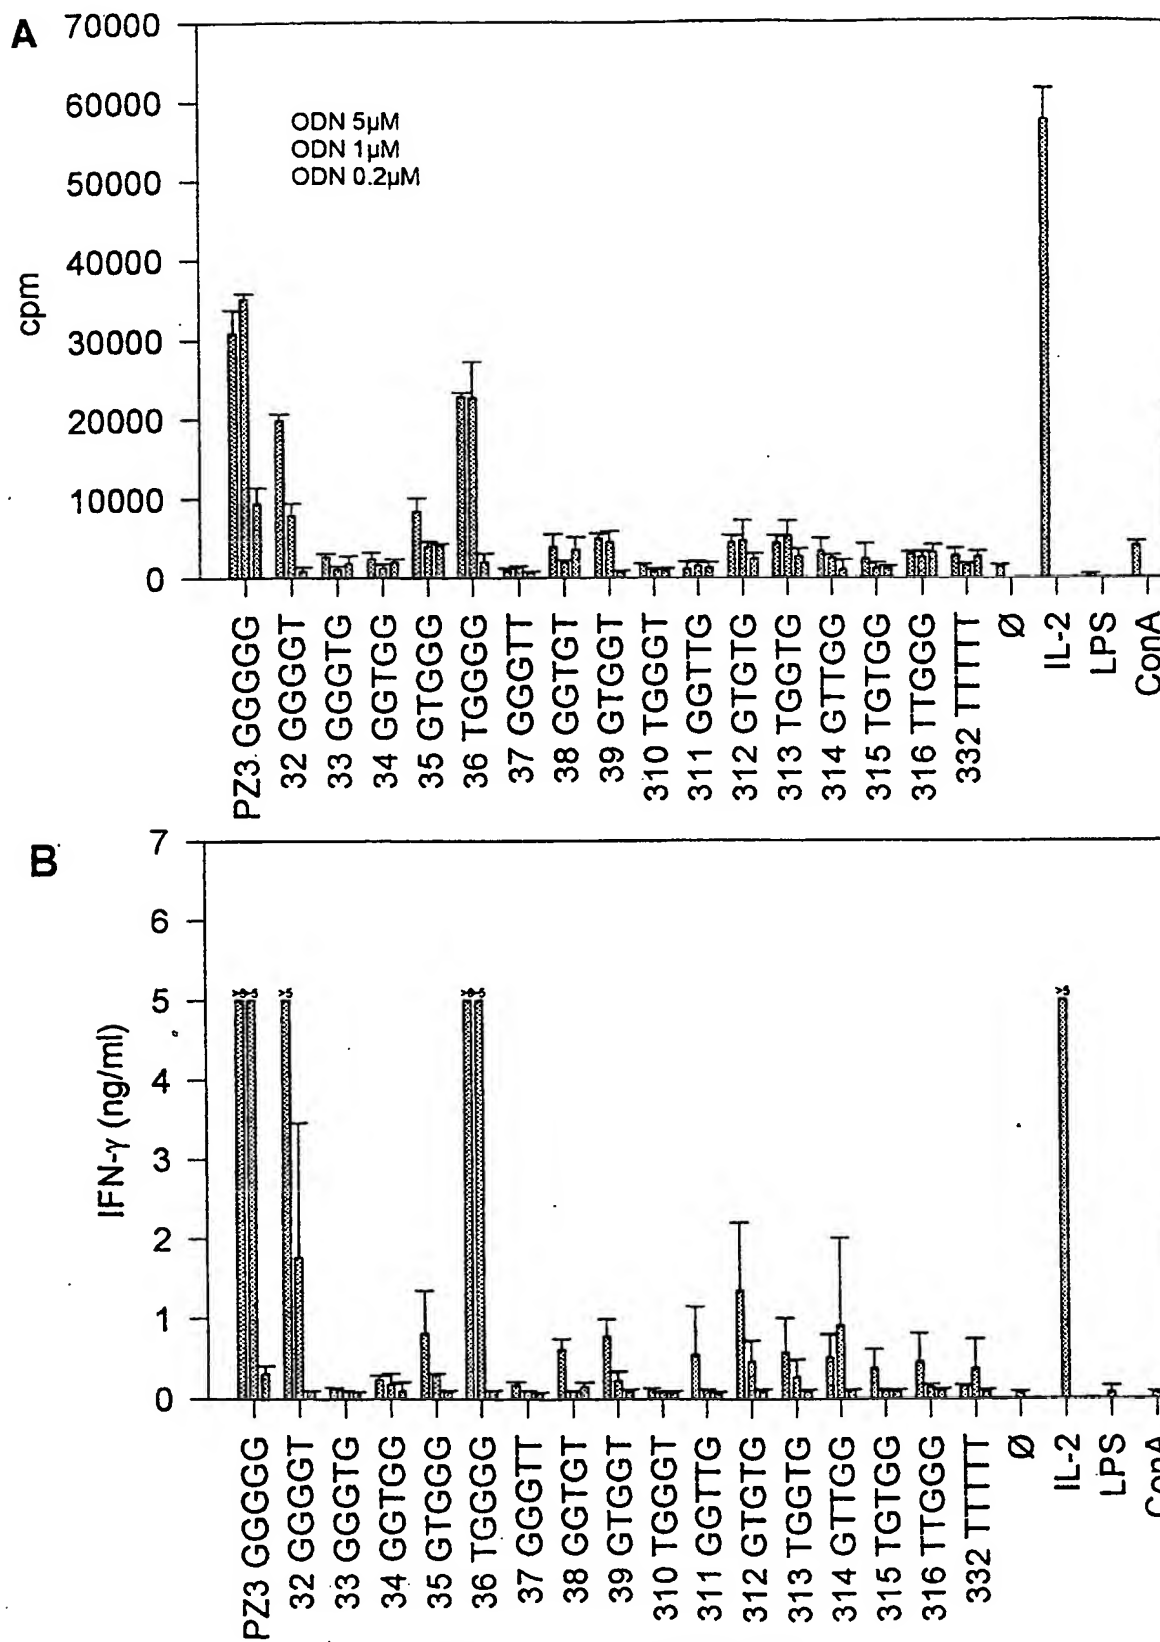 A
70000
60000
50000
40000
30000
20000
10000
0
cpm
ODN 5µM
ODN 1µM
ODN 0.2µM
PZ3 GGGGG
32 GGGGT
33 GGGTG
34 GGTGG
35 GTGGG
36 TGGGG
37 GGGTT
38 GGTGT
39 GTGGT
310 TGGGT
311 GGTTG
312 GTGTG
313 TGGTG
314 GTTGG
315 TGTGG
316 TTGGG
332 TTTTT
Ø
IL-2
LPS
ConA
B
7
6
5
4
3
2
1
0
IFN-γ (ng/ml)
>5
>5
>5
>5
PZ3 GGGGG
32 GGGGT
33 GGGTG
34 GGTGG
35 GTGGG
36 TGGGG
37 GGGTT
38 GGTGT
39 GTGGT
310 TGGGT
311 GGTTG
312 GTGTG
313 TGGTG
314 GTTGG
315 TGTGG
316 TTGGG
332 TTTTT
Ø
IL-2
LPS
ConA